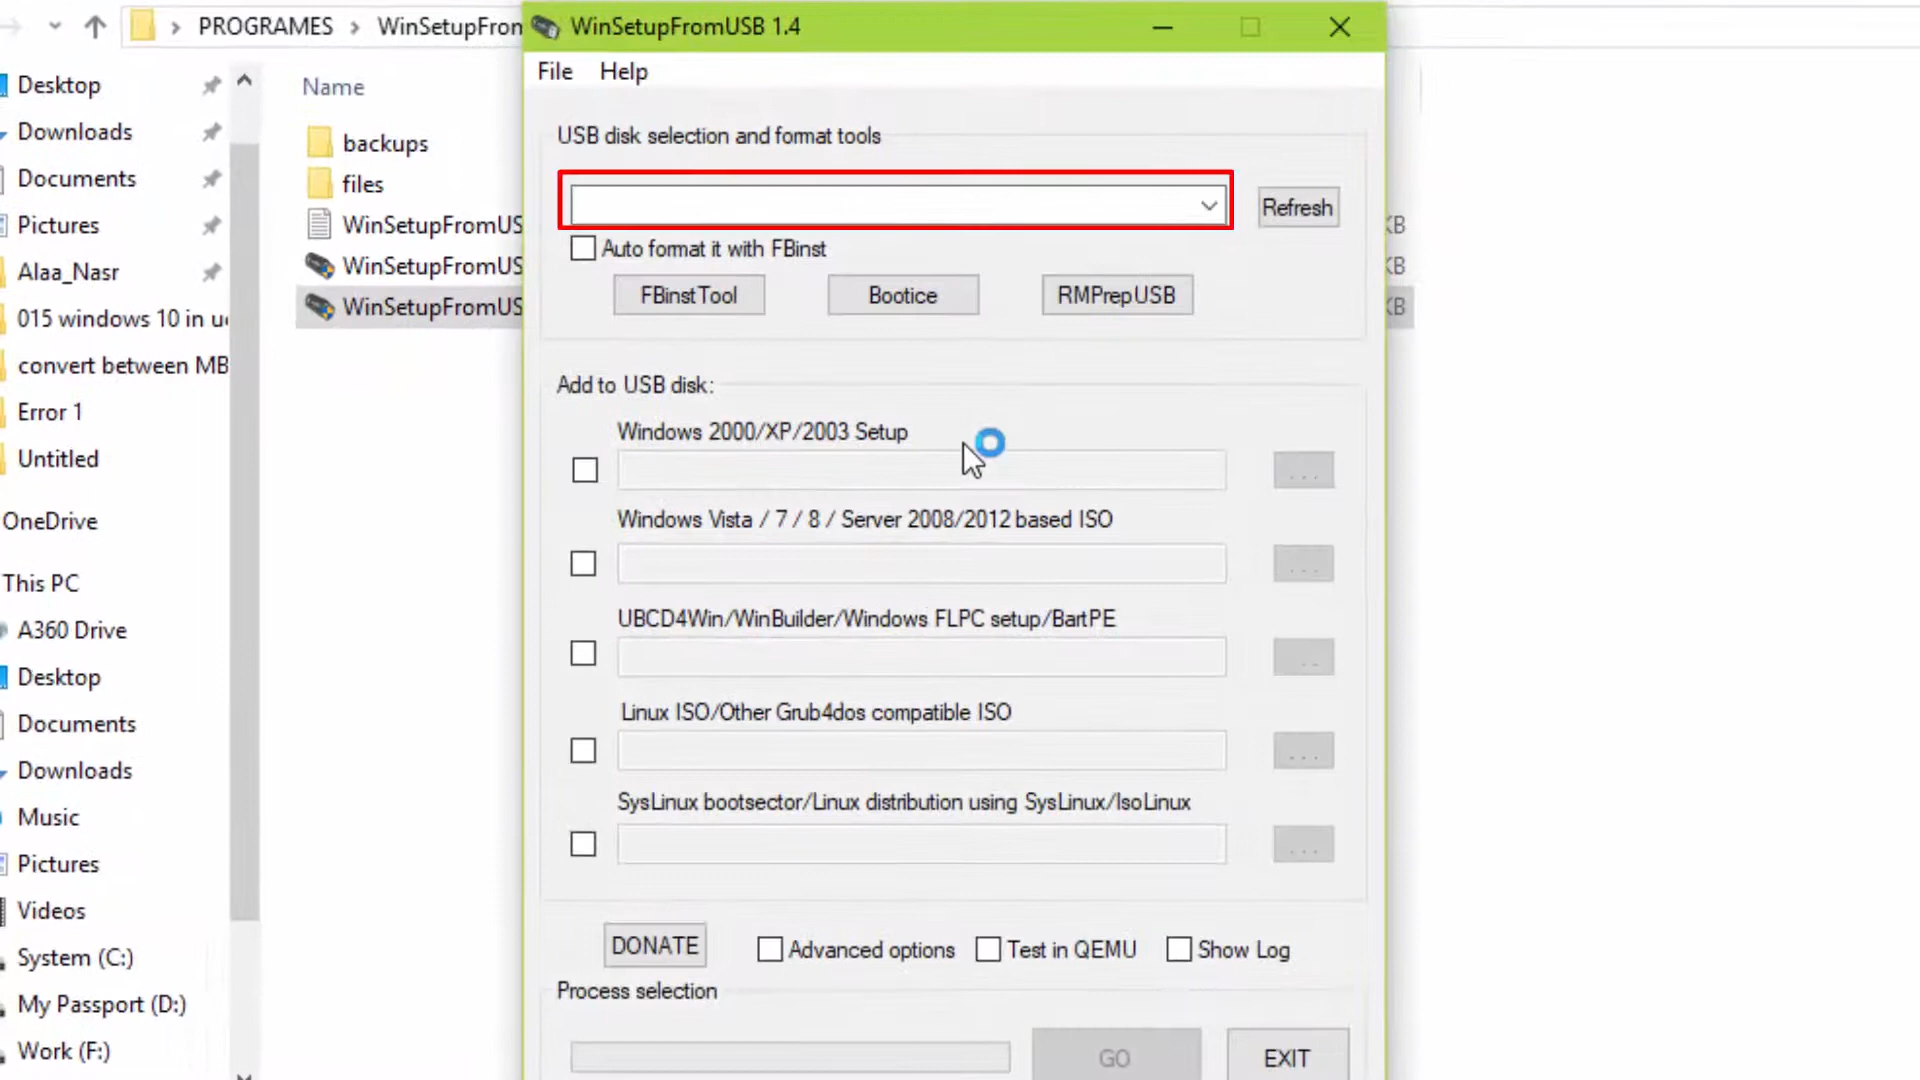 PROGRAMES > WinSetupFrom
Desktop
Downloads
Documents
Pictures
Alaa_Nasr
015 windows 10 in u
convert between MB
Error 1
Untitled
OneDrive
This PC
A360 Drive
Desktop
Documents
Downloads
Music
Pictures
Videos
System (C:)
My Passport (D:)
Work (F:)
Name
backups
files
WinSetupFromUS
WinSetupFromUS
WinSetupFromUS
KB
KB
KB
WinSetupFromUSB 1.4
File Help
USB disk selection and format tools
Refresh
Auto format it with FBinst
FBinstTool Bootice RMPrepUSB
Add to USB disk:
Windows 2000/XP/2003 Setup
...
Windows Vista / 7 / 8 / Server 2008/2012 based ISO
...
UBCD4Win/WinBuilder/Windows FLPC setup/BartPE
..
Linux ISO/Other Grub4dos compatible ISO
...
SysLinux bootsector/Linux distribution using SysLinux/IsoLinux
...
DONATE Advanced options Test in QEMU Show Log
Process selection
GO EXIT